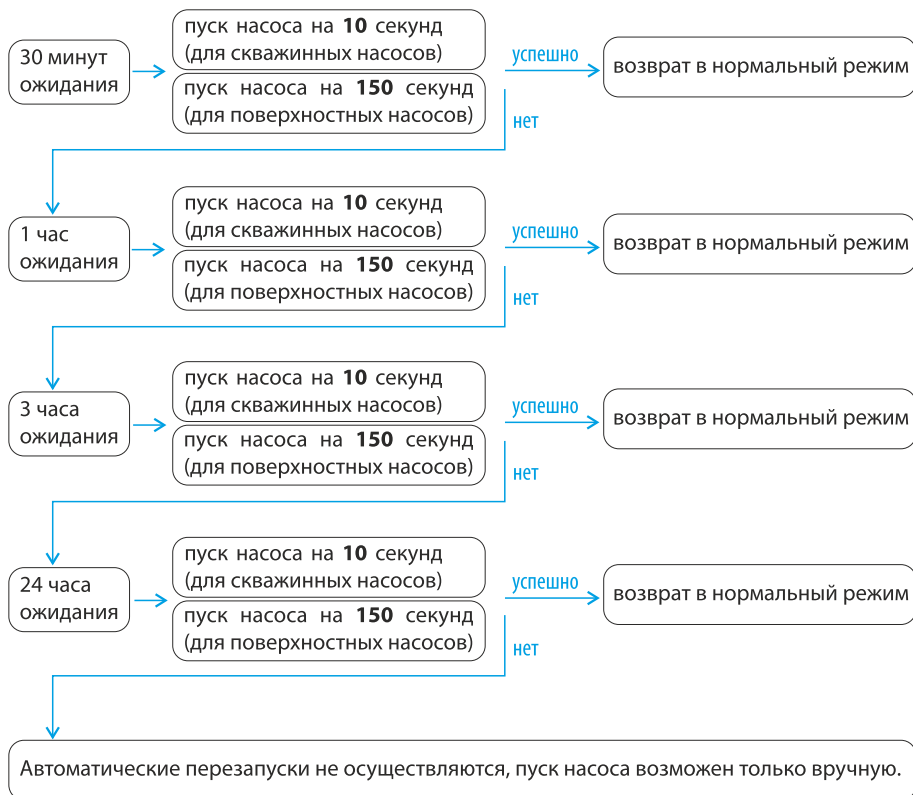 30 минут
ожидания
пуск насоса на 10 секунд
(для скважинных насосов)
пуск насоса на 150 секунд
(для поверхностных насосов)
успешно
возврат в нормальный режим
нет
1 час
ожидания
пуск насоса на 10 секунд
(для скважинных насосов)
пуск насоса на 150 секунд
(для поверхностных насосов)
успешно
возврат в нормальный режим
нет
3 часа
ожидания
пуск насоса на 10 секунд
(для скважинных насосов)
пуск насоса на 150 секунд
(для поверхностных насосов)
успешно
возврат в нормальный режим
нет
24 часа
ожидания
пуск насоса на 10 секунд
(для скважинных насосов)
пуск насоса на 150 секунд
(для поверхностных насосов)
успешно
возврат в нормальный режим
нет
Автоматические перезапуски не осуществляются, пуск насоса возможен только вручную.